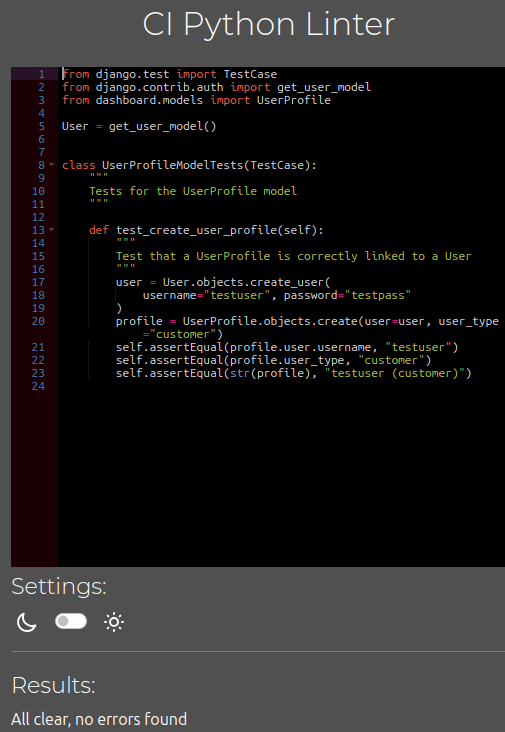 CI Python Linter
1 from django.test import TestCase
2 from django.contrib.auth import get_user_model
3 from dashboard.models import UserProfile
4
5 User = get_user_model()
6
7
8 class UserProfileModelTests(TestCase):
9     """
10     Tests for the UserProfile model
11     """
12
13     def test_create_user_profile(self):
14         """
15         Test that a UserProfile is correctly linked to a User
16         """
17         user = User.objects.create_user(
18             username="testuser", password="testpass"
19         )
20         profile = UserProfile.objects.create(user=user, user_type
            ="customer")
21         self.assertEqual(profile.user.username, "testuser")
22         self.assertEqual(profile.user_type, "customer")
23         self.assertEqual(str(profile), "testuser (customer)")
24
Settings:
Results:
All clear, no errors found